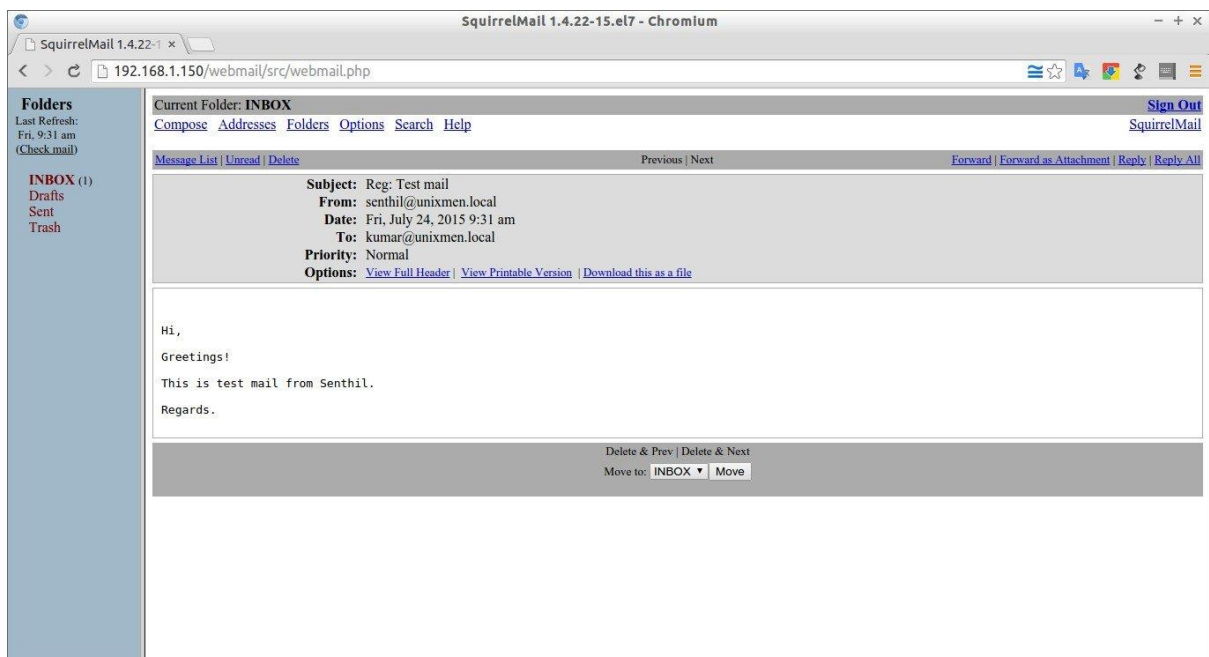 SquirrelMail 1.4.22-15.el7 - Chromium
SquirrelMail 1.4.22-1
192.168.1.150/webmail/src/webmail.php
Folders
Last Refresh:
Fri, 9:31 am
(Check mail)
INBOX (1)
Drafts
Sent
Trash
Current Folder: INBOX Sign Out
Compose Addresses Folders Options Search Help SquirrelMail
Message List | Unread | Delete Previous | Next Forward | Forward as Attachment | Reply | Reply All
Subject: Reg: Test mail
From: senthil@unixmen.local
Date: Fri, July 24, 2015 9:31 am
To: kumar@unixmen.local
Priority: Normal
Options: View Full Header | View Printable Version | Download this as a file
Hi,
Greetings!
This is test mail from Senthil.
Regards.
Delete & Prev | Delete & Next
Move to: INBOX Move